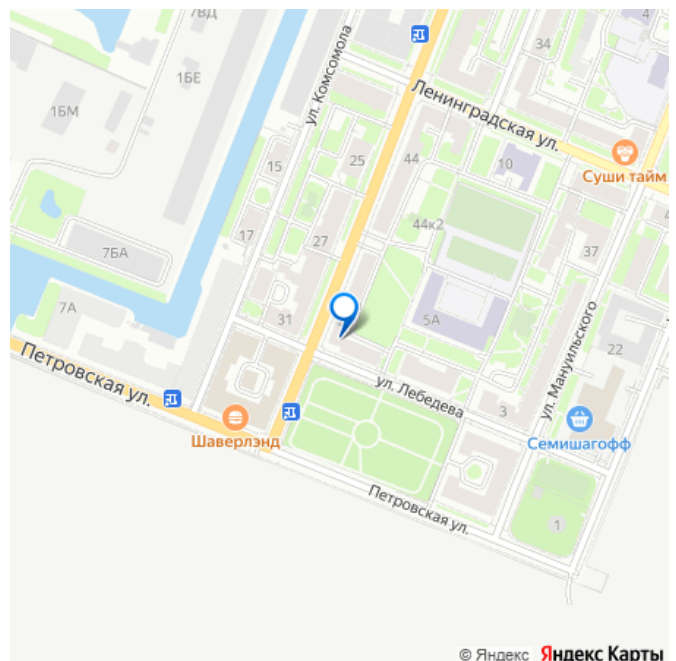 7ВД
4
1БЕ
ул. Комсомола
34
1БМ
Ленинградская ул.
15
25
44
10
Суши тайм
44к2
17
27
37
7БА
7А
31
5А
22
ул. Мануильского
Петровская ул.
ул. Лебедева
3
Шаверлэнд
Семишагофф
Петровская ул.
1
© Яндекс Яндекс Карты